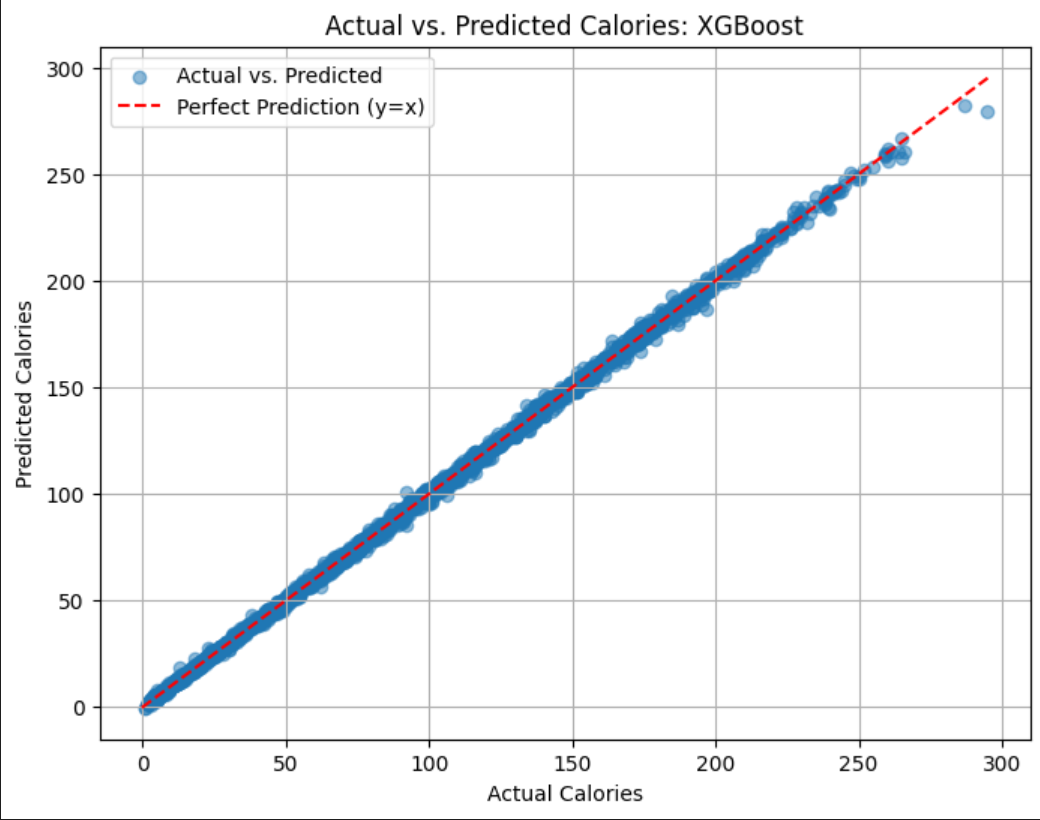 Actual vs. Predicted Calories: XGBoost
Actual vs. Predicted
Perfect Prediction (y=x)
300
250
200
150
100
50
0
Predicted Calories
0 50 100 150 200 250 300
Actual Calories